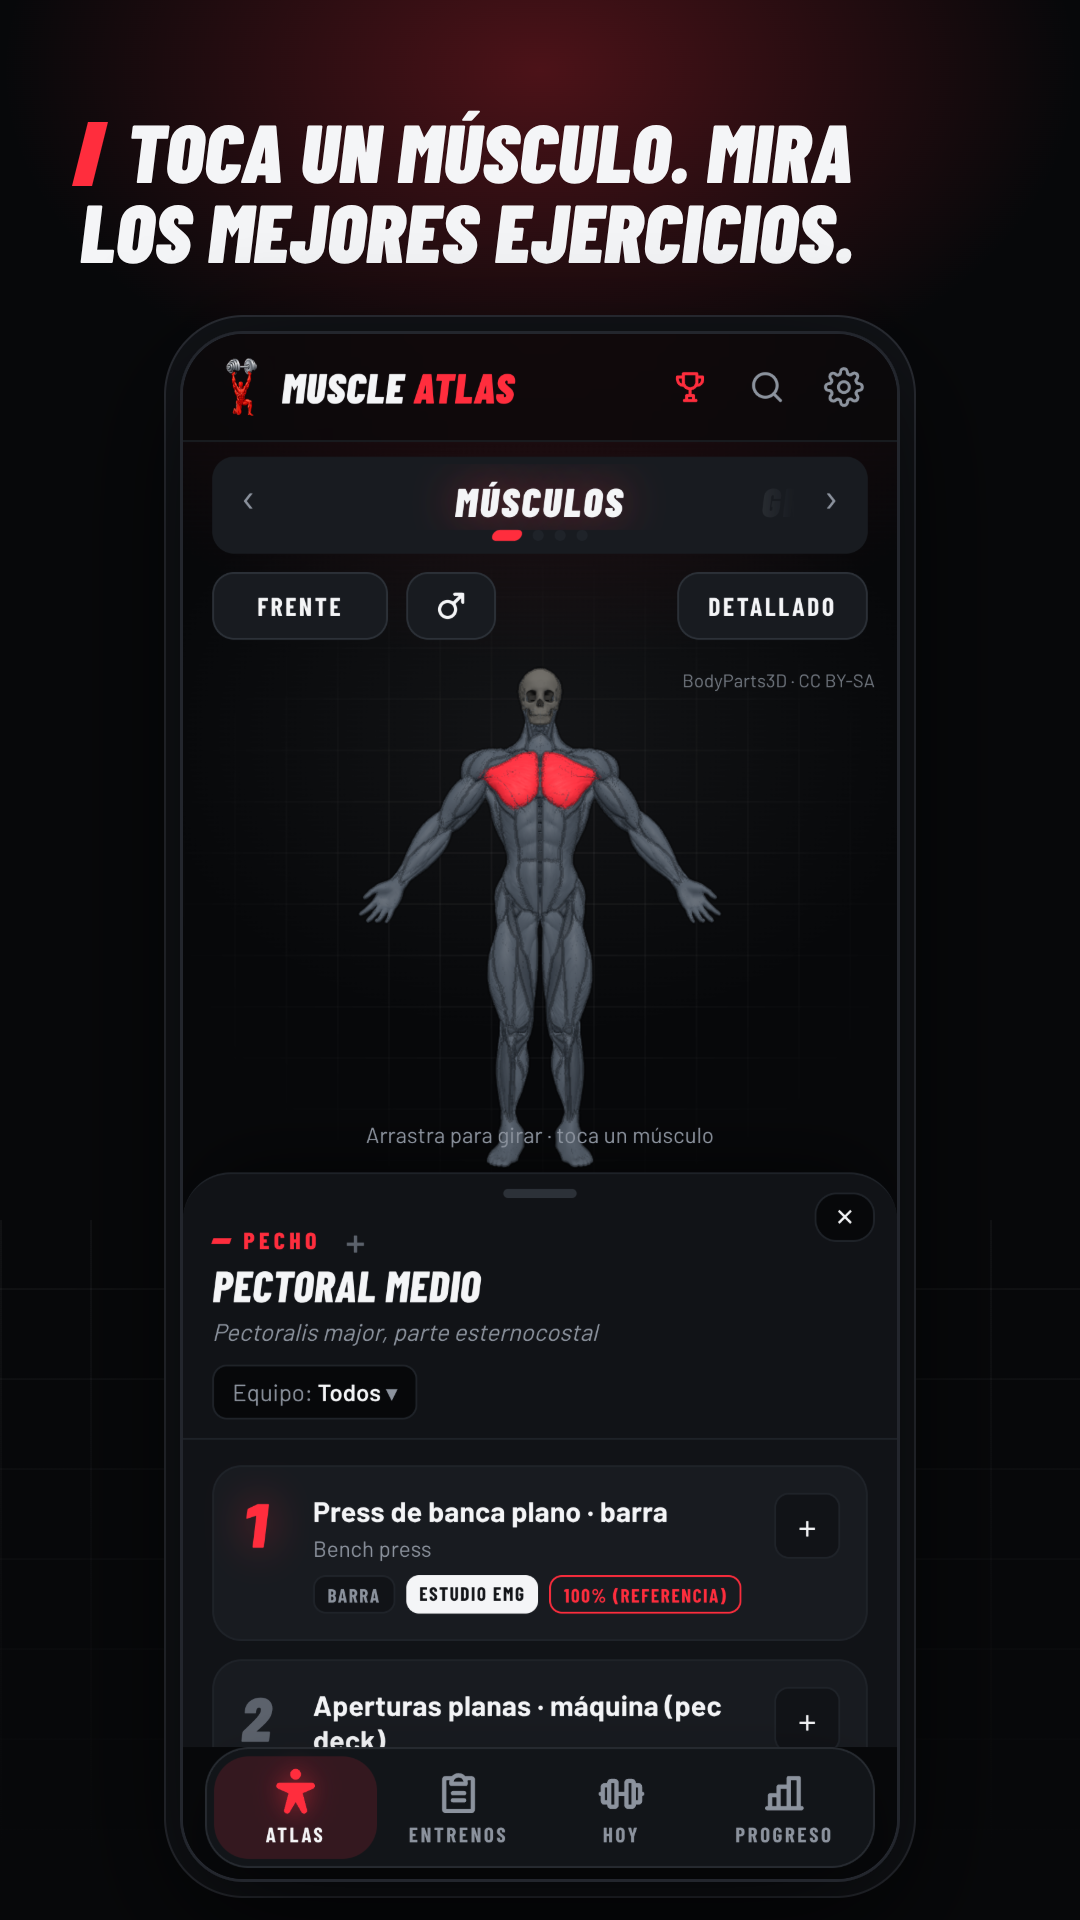 TOCA UN MÚSCULO. MIRA
LOS MEJORES EJERCICIOS.
MUSCLE ATLAS
‹ MÚSCULOS ›
FRENTE ♂ DETALLADO
BodyParts3D · CC BY-SA
Arrastra para girar · toca un músculo
PECHO +
PECTORAL MEDIO
Pectoralis major, parte esternocostal
Equipo: Todos ▾
1 Press de banca plano · barra +
Bench press
BARRA ESTUDIO EMG 100% (REFERENCIA)
2 Aperturas planas · máquina (pec +
deck)
ATLAS ENTRENOS HOY PROGRESO